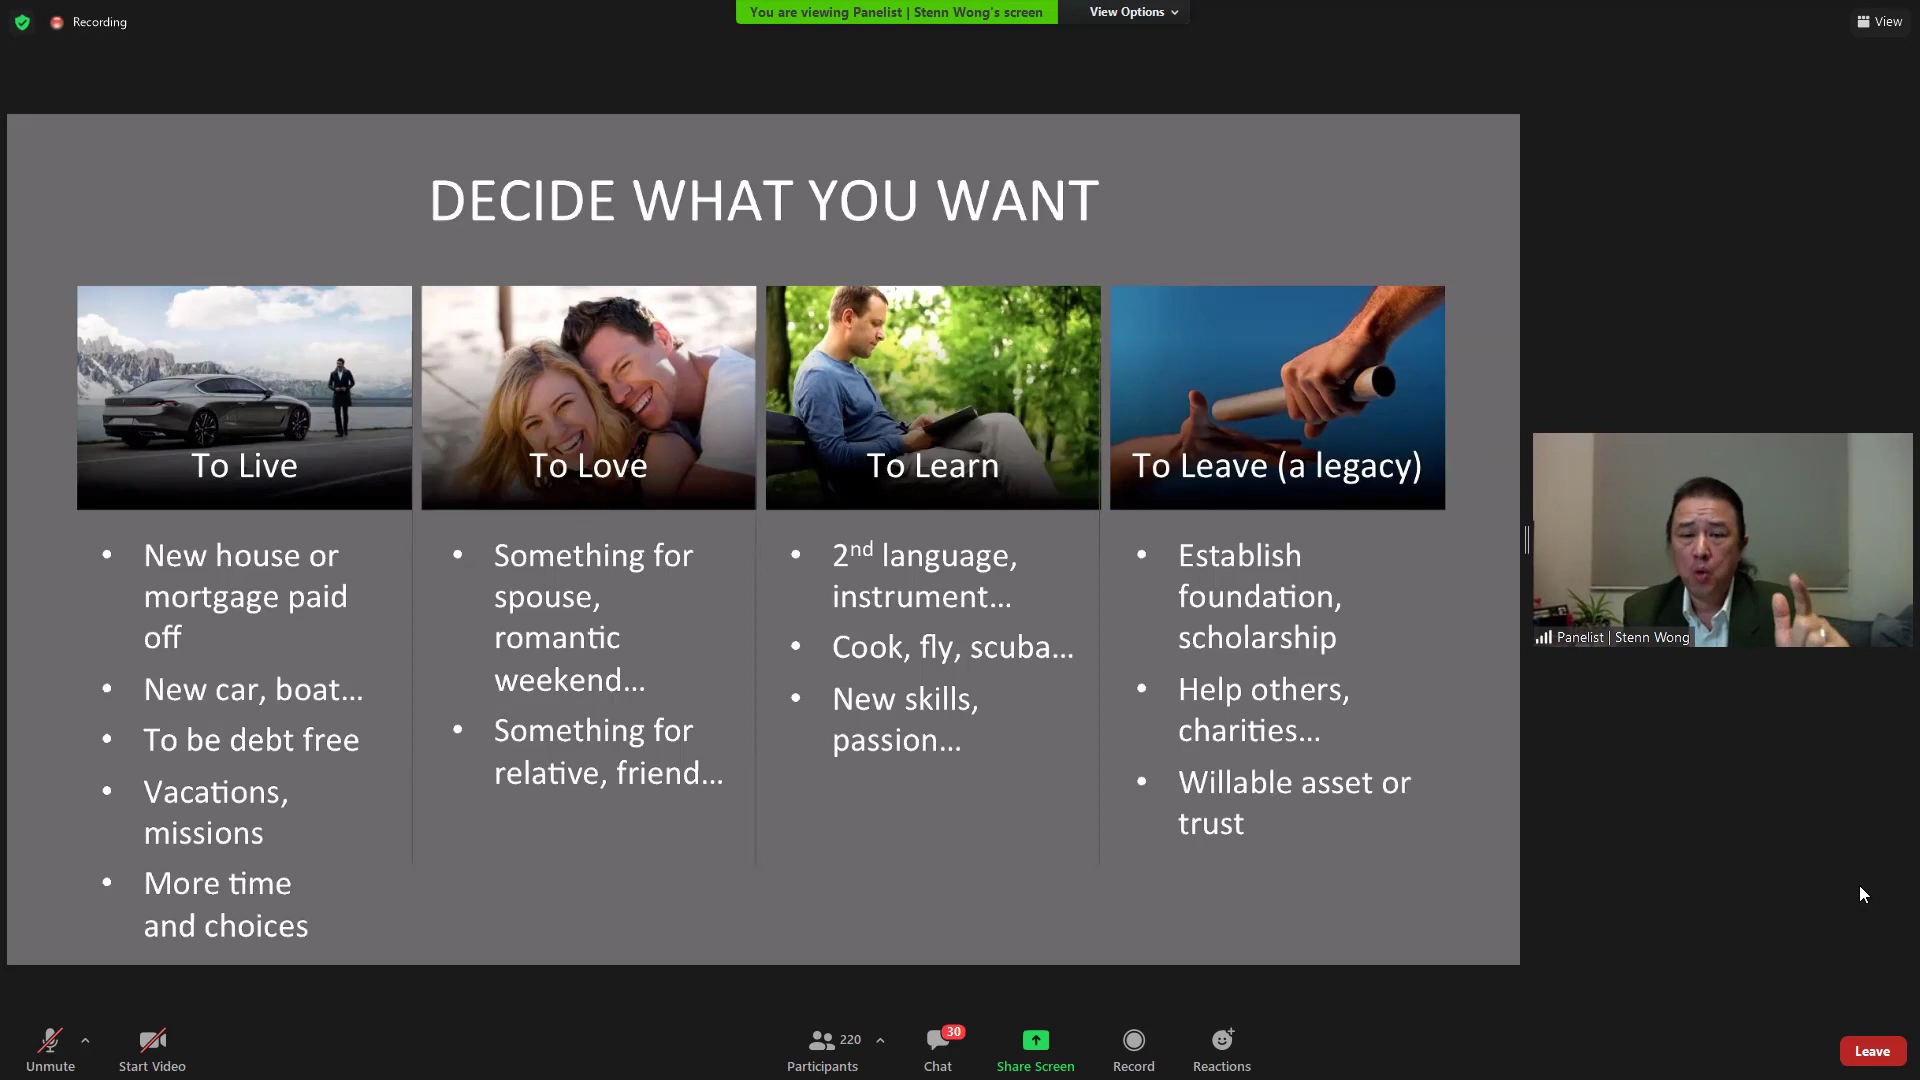 Recording
You are viewing Panelist | Stenn Wong's screen
View Options
View
DECIDE WHAT YOU WANT
To Live
To Love
To Learn
To Leave (a legacy)
• New house or
mortgage paid
off
• New car, boat...
• To be debt free
• Vacations,
missions
• More time
and choices
• Something for
spouse,
romantic
weekend...
• Something for
relative, friend...
• 2nd language,
instrument...
• Cook, fly, scuba...
• New skills,
passion...
• Establish
foundation,
scholarship
• Help others,
charities...
• Willable asset or
trust
Panelist | Stenn Wong
Unmute
Start Video
220
Participants
30
Chat
Share Screen
Record
Reactions
Leave